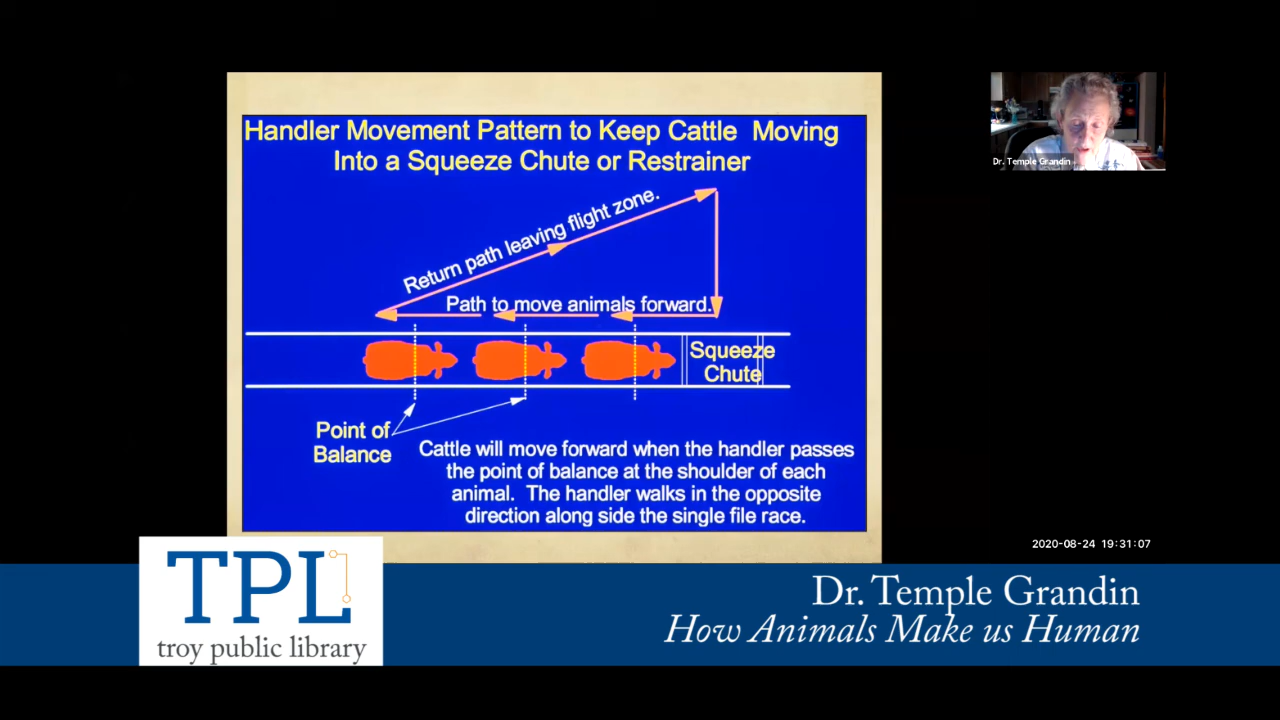 Handler Movement Pattern to Keep Cattle Moving
Into a Squeeze Chute or Restrainer
Return path leaving flight zone.
Path to move animals forward.
Squeeze
Chute
Point of
Balance
Cattle will move forward when the handler passes
the point of balance at the shoulder of each
animal. The handler walks in the opposite
direction along side the single file race.
Dr. Temple Grandin
2020-08-24 19:31:07
TPL
troy public library
Dr. Temple Grandin
How Animals Make us Human